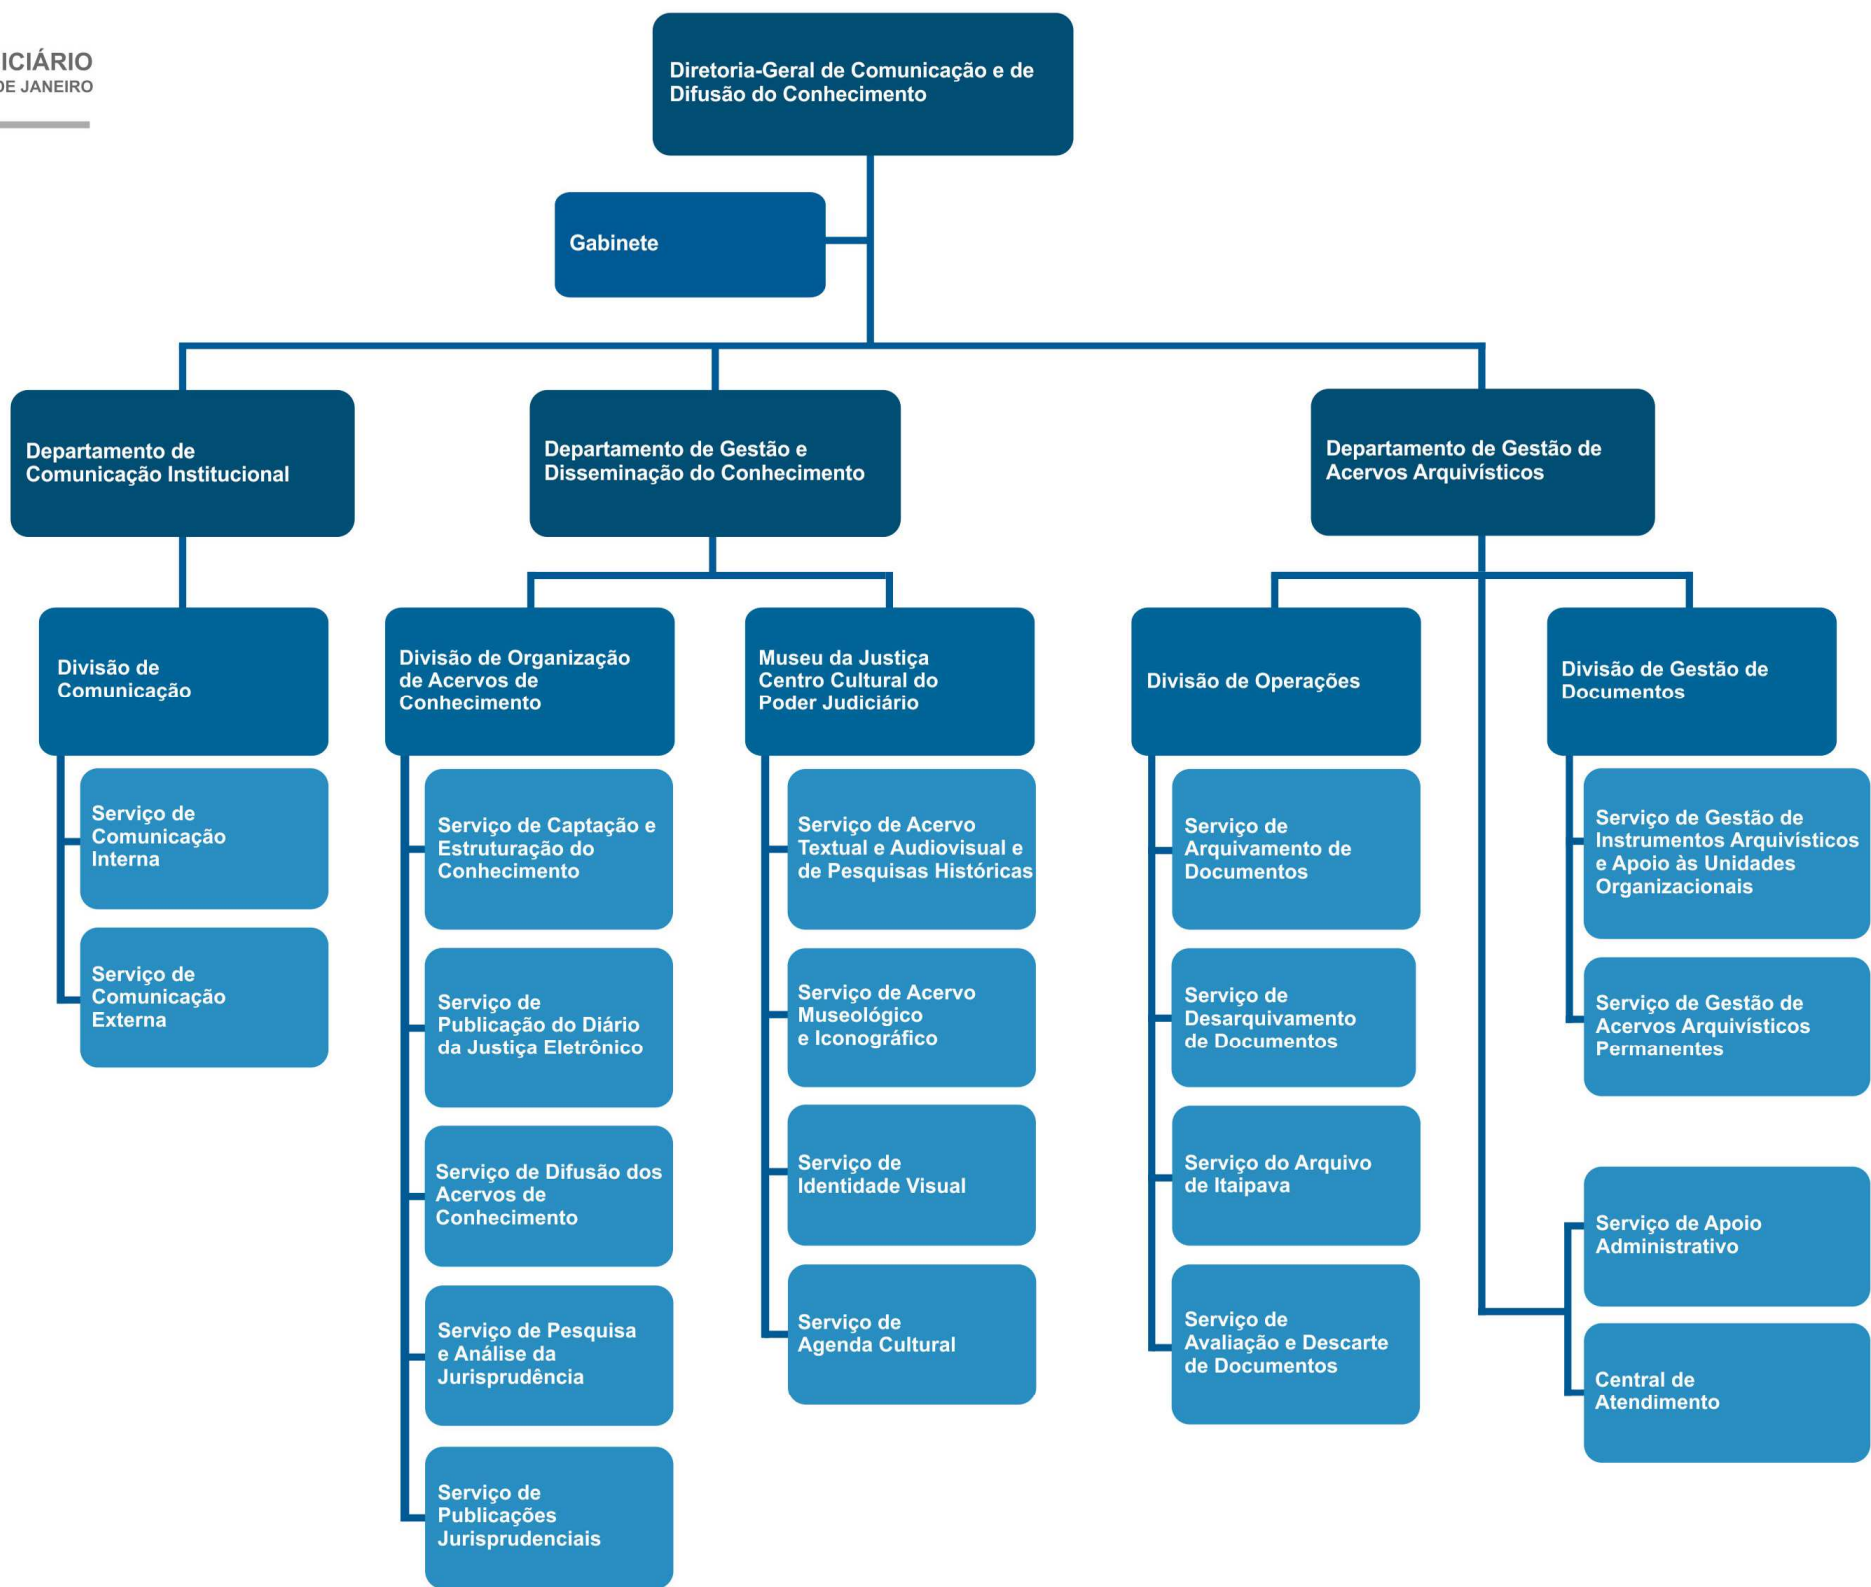 ICIÁRIO
DE JANEIRO
Diretoria-Geral de Comunicação e de
Difusão do Conhecimento
Gabinete
Departamento de
Comunicação Institucional
Departamento de Gestão e
Disseminação do Conhecimento
Departamento de Gestão de
Acervos Arquivísticos
Divisão de
Comunicação
Divisão de Organização
de Acervos de
Conhecimento
Museu da Justiça
Centro Cultural do
Poder Judiciário
Divisão de Operações
Divisão de Gestão de
Documentos
Serviço de
Comunicação
Interna
Serviço de
Comunicação
Externa
Serviço de Captação e
Estruturação do
Conhecimento
Serviço de
Publicação do Diário
da Justiça Eletrônico
Serviço de Difusão dos
Acervos de
Conhecimento
Serviço de Pesquisa
e Análise da
Jurisprudência
Serviço de
Publicações
Jurisprudenciais
Serviço de Acervo
Textual e Audiovisual e
de Pesquisas Históricas
Serviço de Acervo
Museológico
e Iconográfico
Serviço de
Identidade Visual
Serviço de
Agenda Cultural
Serviço de
Arquivamento de
Documentos
Serviço de
Desarquivamento
de Documentos
Serviço do Arquivo
de Itaipava
Serviço de
Avaliação e Descarte
de Documentos
Serviço de Gestão de
Instrumentos Arquivísticos
e Apoio às Unidades
Organizacionais
Serviço de Gestão de
Acervos Arquivísticos
Permanentes
Serviço de Apoio
Administrativo
Central de
Atendimento